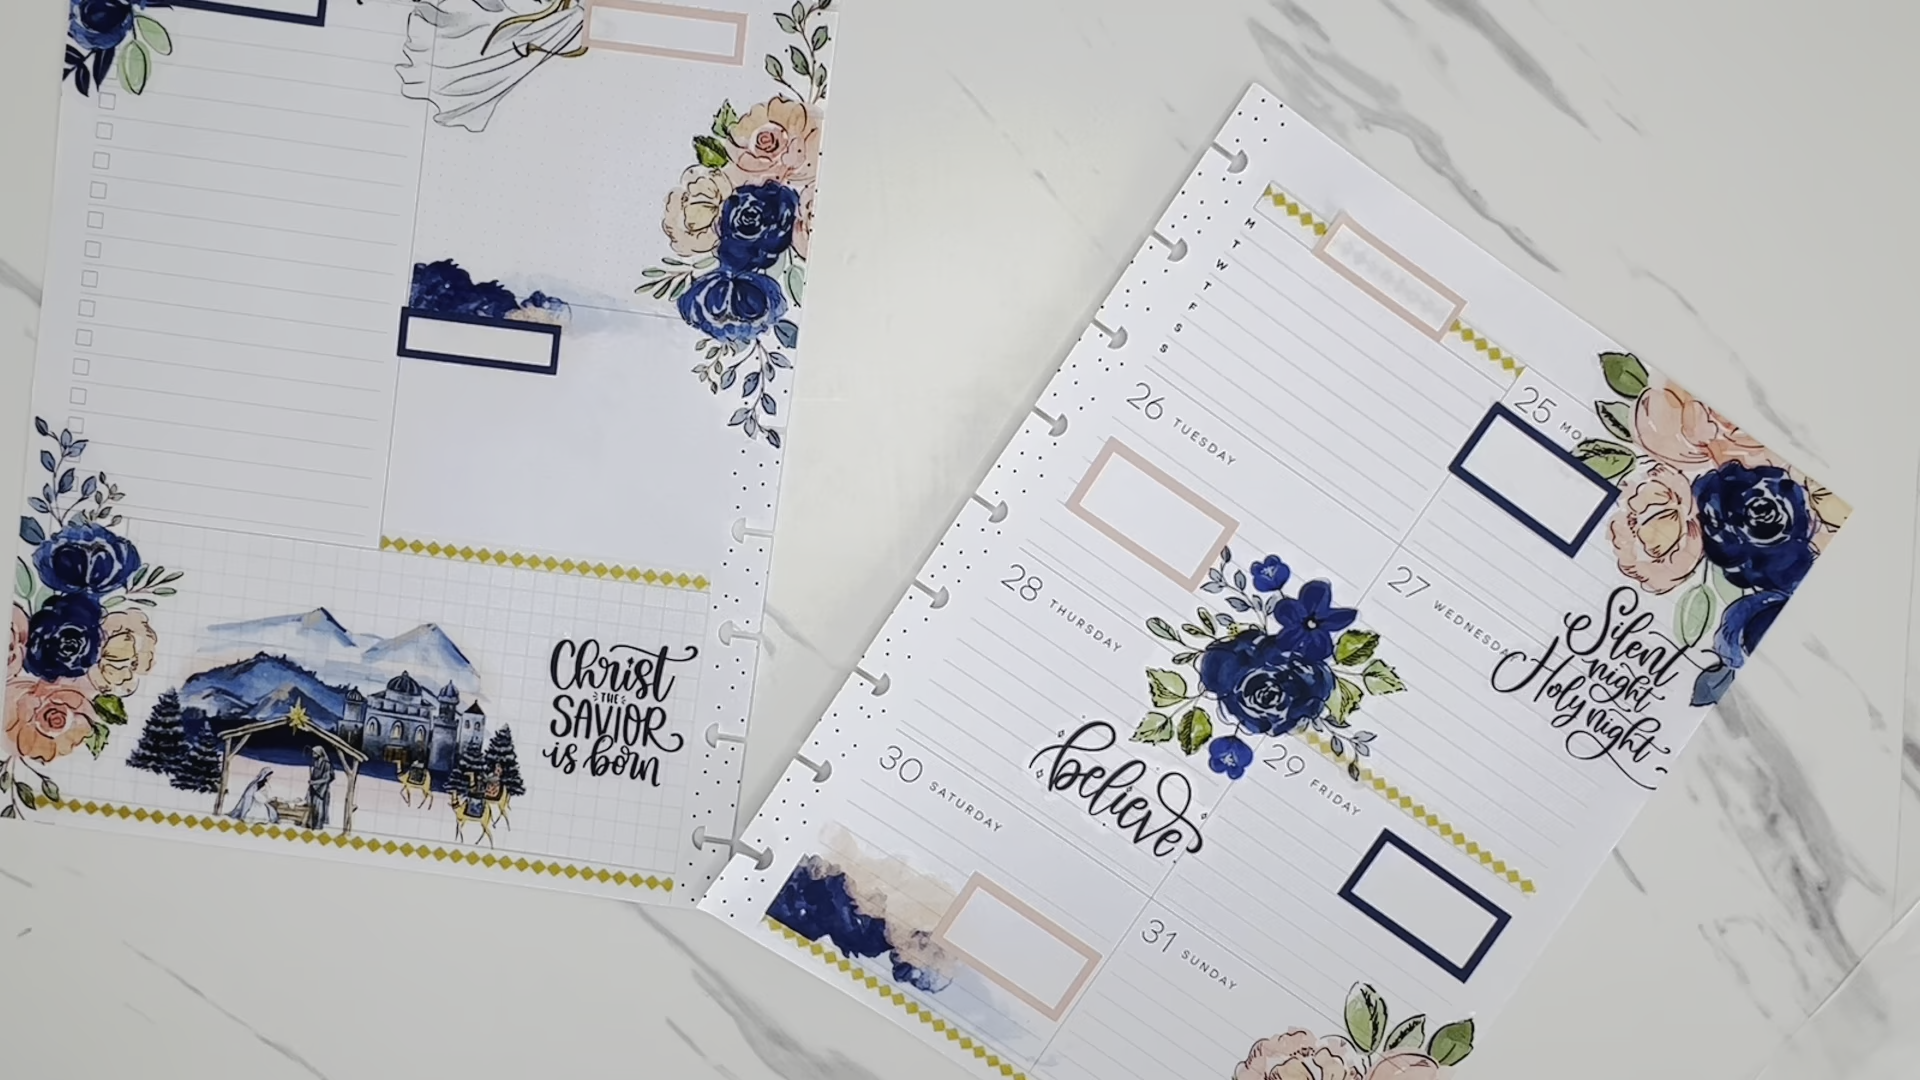 Christ
THE
SAVIOR
is born
M
T
W
T
F
S
S
25 MONDAY
26 TUESDAY
27 WEDNESDA
28 THURSDAY
Silent
night
Holy night
believe
29 FRIDAY
30 SATURDAY
31 SUNDAY